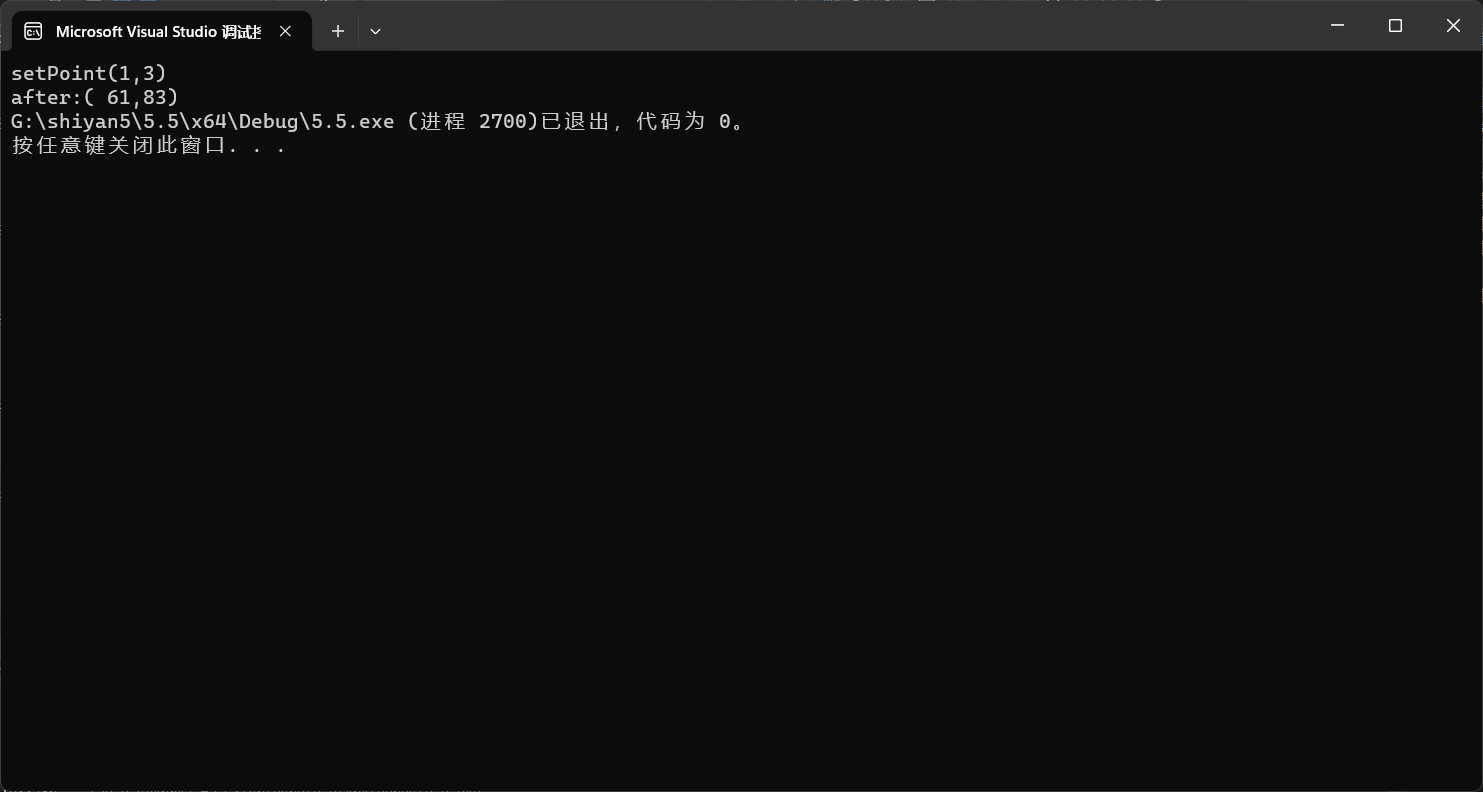 Microsoft Visual Studio 调试
setPoint(1,3)
after:( 61,83)
G:\shiyan5\5.5\x64\Debug\5.5.exe (进程 2700)已退出，代码为 0。
按任意键关闭此窗口. . .